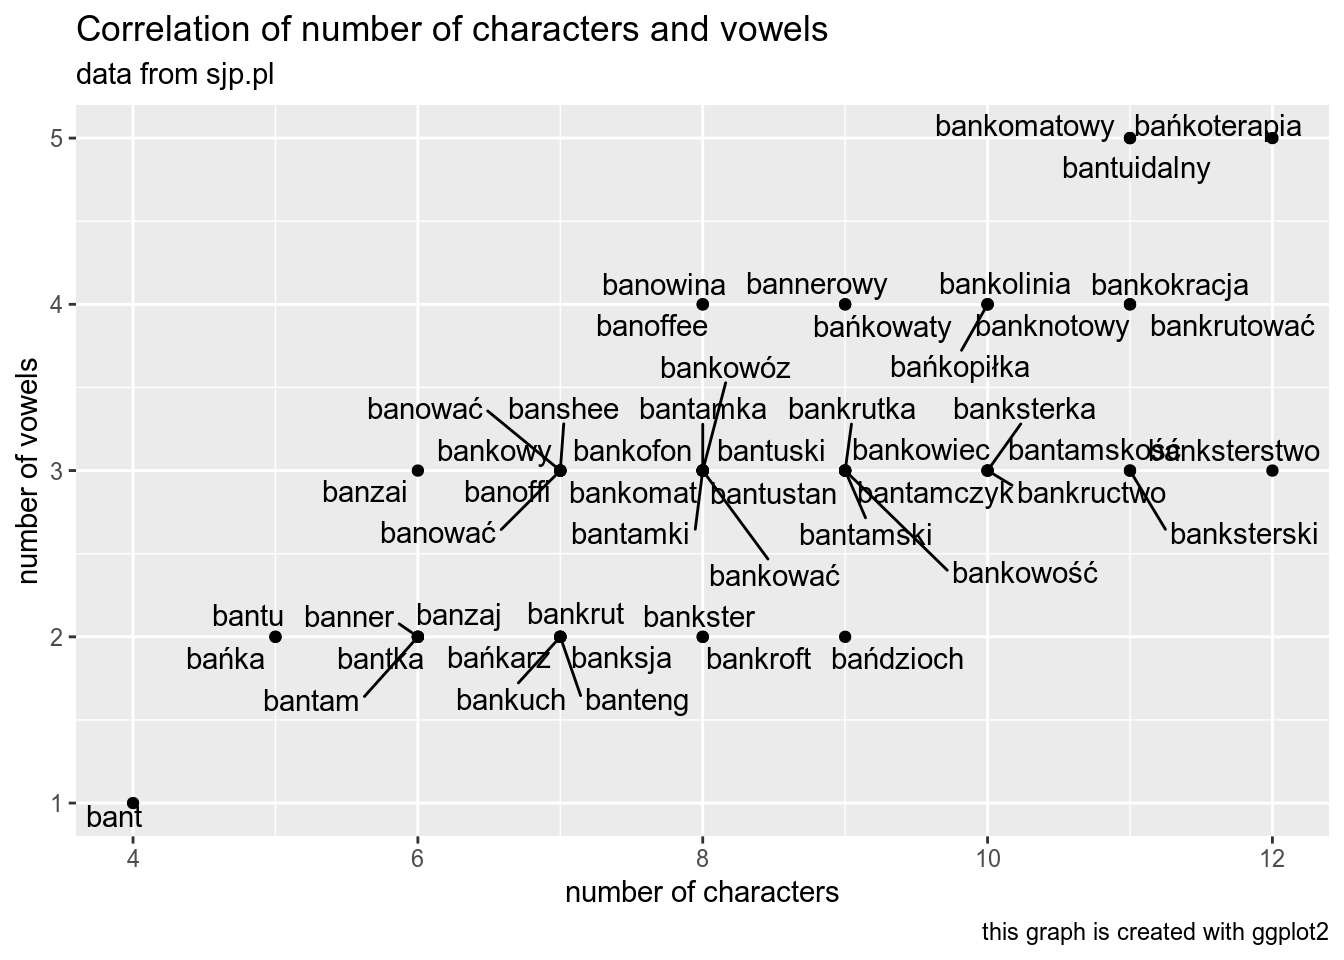 Correlation of number of characters and vowels
data from sjp.pl
number of vowels
5
4
3
2
1
bankomatowy bańkoterapia
bantuidalny
banowina bannerowy bankolinia bankokracja
banoffee bańkowaty banknotowy bankrutować
bankowóz bańkopiłka
banować banshee bantamka bankrutka banksterka
bankowy bankofon bantuski bankowiec bantamskość banksterstwo
banzai banoffi bankomat bantustan bantamczyk bankructwo
banować bantamki bantamski banksterski
bankować bankowość
bantu banner banzaj bankrut bankster
bańka bantka bańkarz banksja bankroft bańdzioch
bantam bankuch banteng
bant
4 6 8 10 12
number of characters
this graph is created with ggplot2